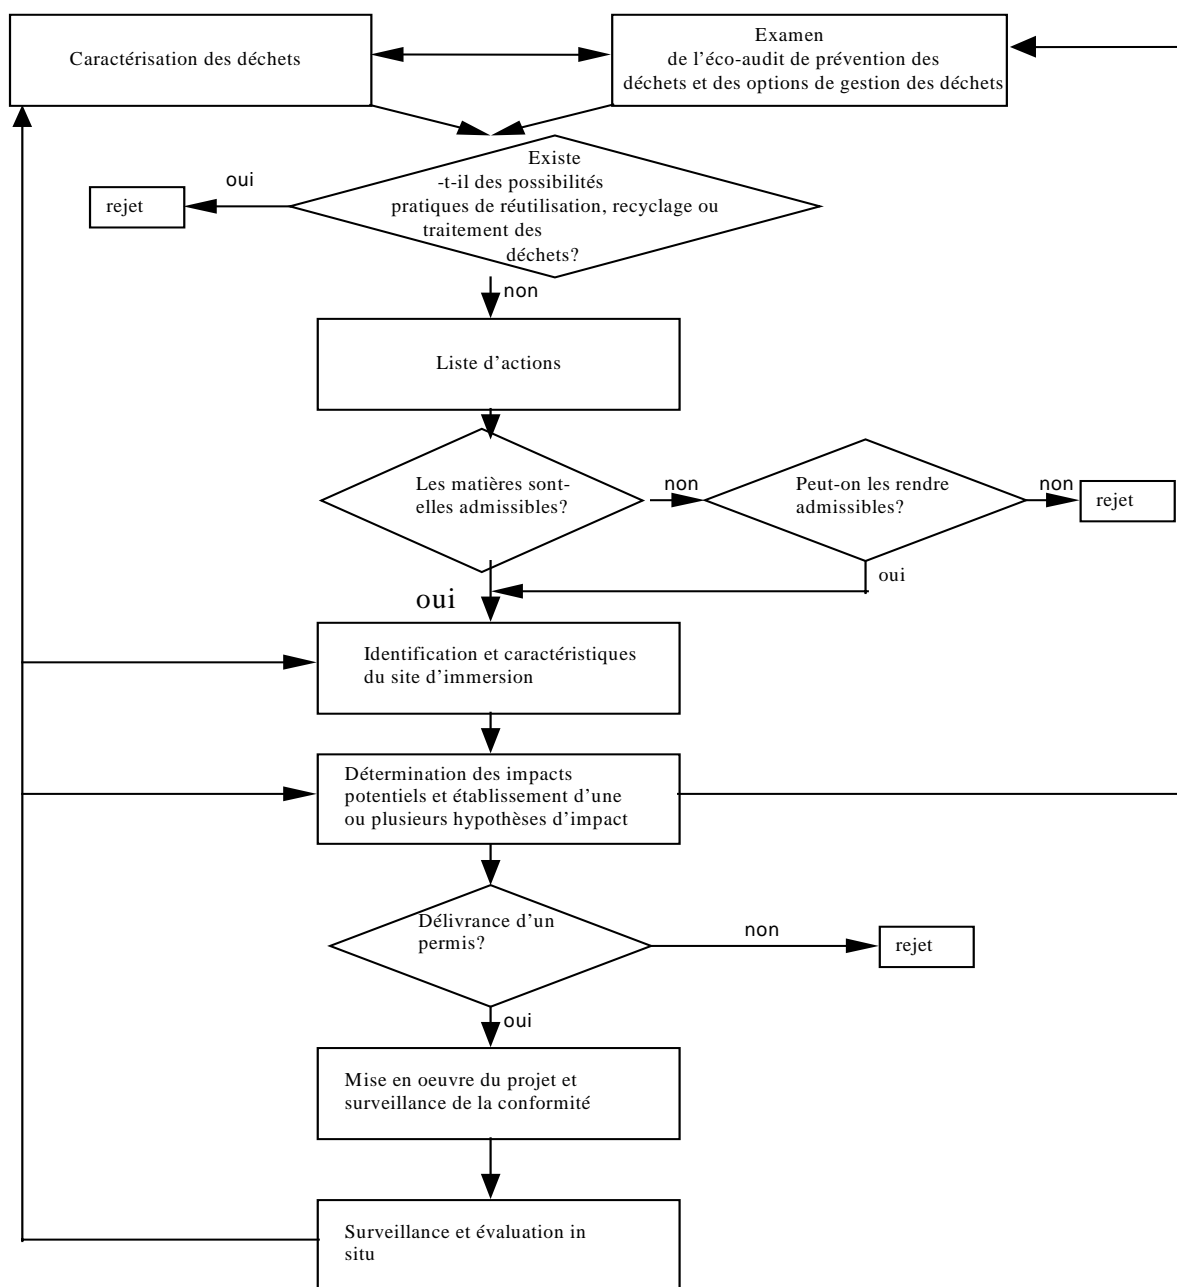 Caractérisation des déchets
Examen
de l'éco-audit de prévention des
déchets et des options de gestion des déchets
Existe
-t-il des possibilités
pratiques de réutilisation, recyclage ou
traitement des
déchets?
oui
rejet
non
Liste d'actions
Les matières sont-
elles admissibles?
non
Peut-on les rendre
admissibles?
non
rejet
oui
oui
Identification et caractéristiques
du site d'immersion
Détermination des impacts
potentiels et établissement d'une
ou plusieurs hypothèses d'impact
Délivrance d'un
permis?
non
rejet
oui
Mise en oeuvre du projet et
surveillance de la conformité
Surveillance et évaluation in
situ